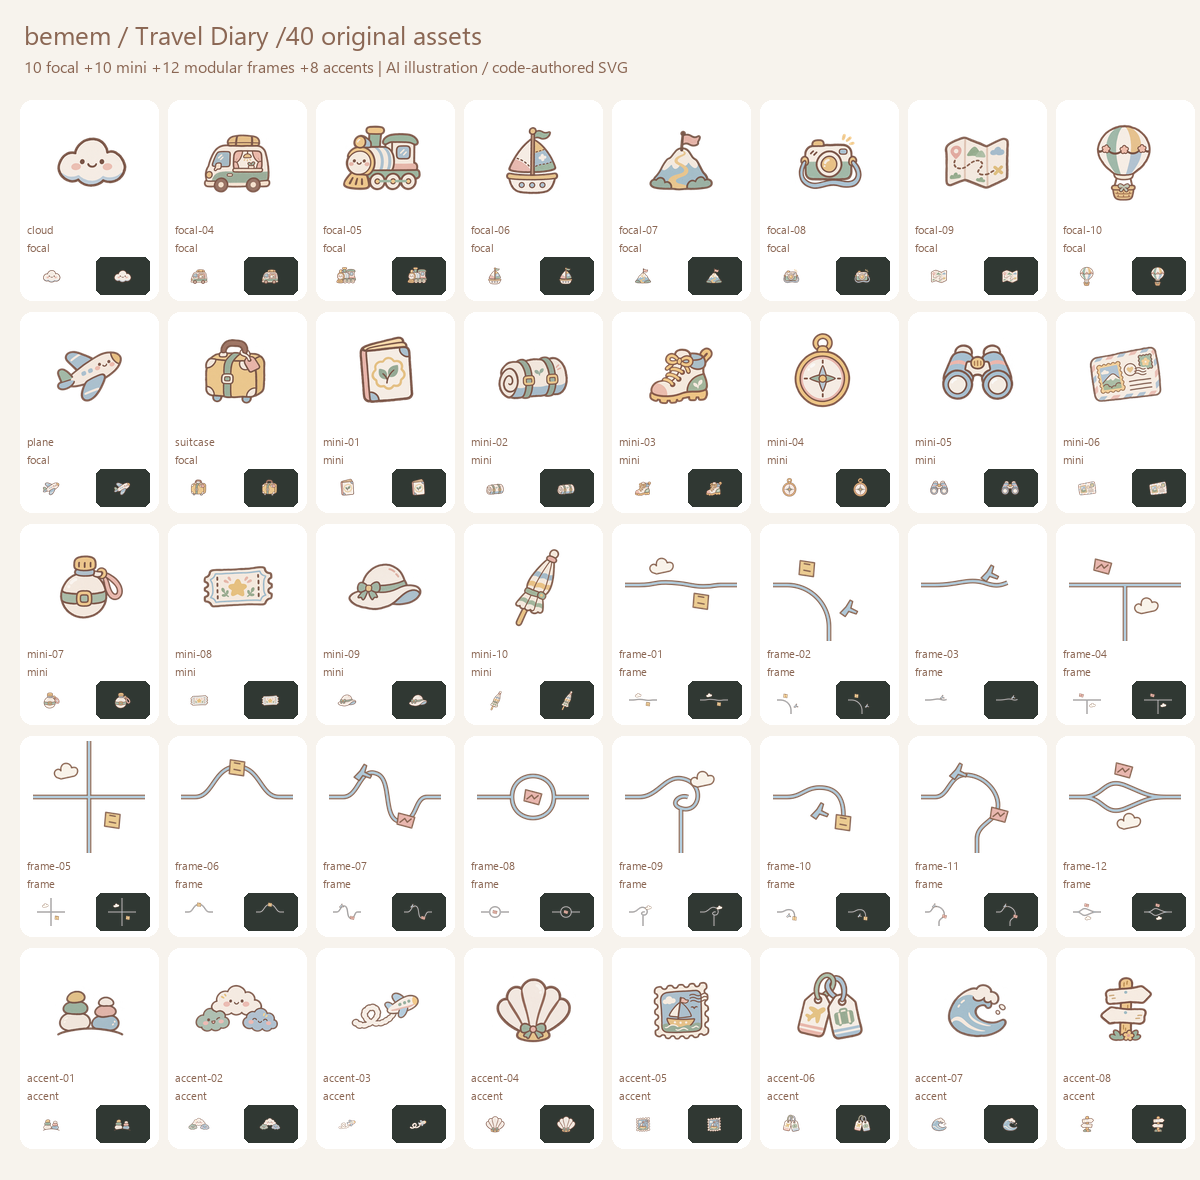 bemem / Travel Diary /40 original assets
10 focal +10 mini +12 modular frames +8 accents | AI illustration / code-authored SVG
cloud
focal
focal-04
focal
focal-05
focal
focal-06
focal
focal-07
focal
focal-08
focal
focal-09
focal
focal-10
focal
plane
focal
suitcase
focal
mini-01
mini
mini-02
mini
mini-03
mini
mini-04
mini
mini-05
mini
mini-06
mini
mini-07
mini
mini-08
mini
mini-09
mini
mini-10
mini
frame-01
frame
frame-02
frame
frame-03
frame
frame-04
frame
frame-05
frame
frame-06
frame
frame-07
frame
frame-08
frame
frame-09
frame
frame-10
frame
frame-11
frame
frame-12
frame
accent-01
accent
accent-02
accent
accent-03
accent
accent-04
accent
accent-05
accent
accent-06
accent
accent-07
accent
accent-08
accent